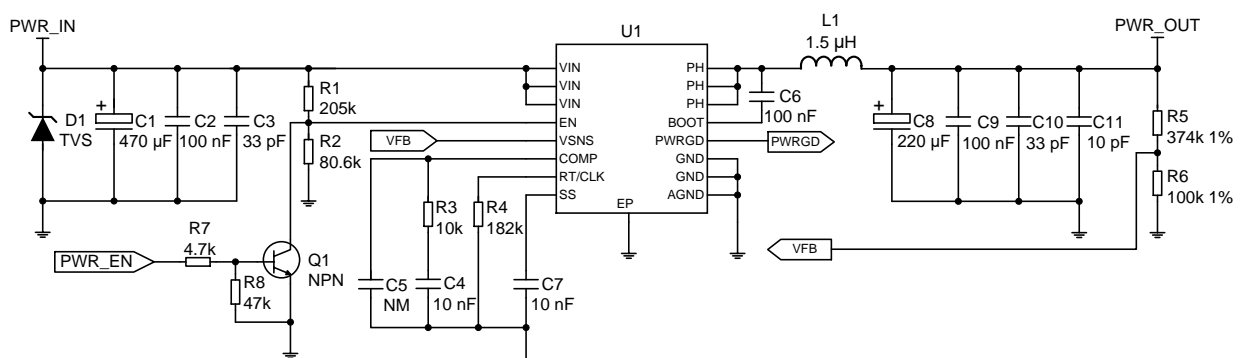 PWR_IN
D1
TVS
C1
470 µF
C2
100 nF
C3
33 pF
R1
205k
R2
80.6k
VFB
PWR_EN
R7
4.7k
R8
47k
Q1
NPN
C5
NM
R3
10k
C4
10 nF
R4
182k
C7
10 nF
U1
VIN
VIN
VIN
EN
VSNS
COMP
RT/CLK
SS
EP
PH
PH
PH
BOOT
PWRGD
GND
GND
AGND
C6
100 nF
PWRGD
L1
1.5 µH
C8
220 µF
C9
100 nF
C10
33 pF
C11
10 pF
PWR_OUT
R5
374k 1%
R6
100k 1%
VFB